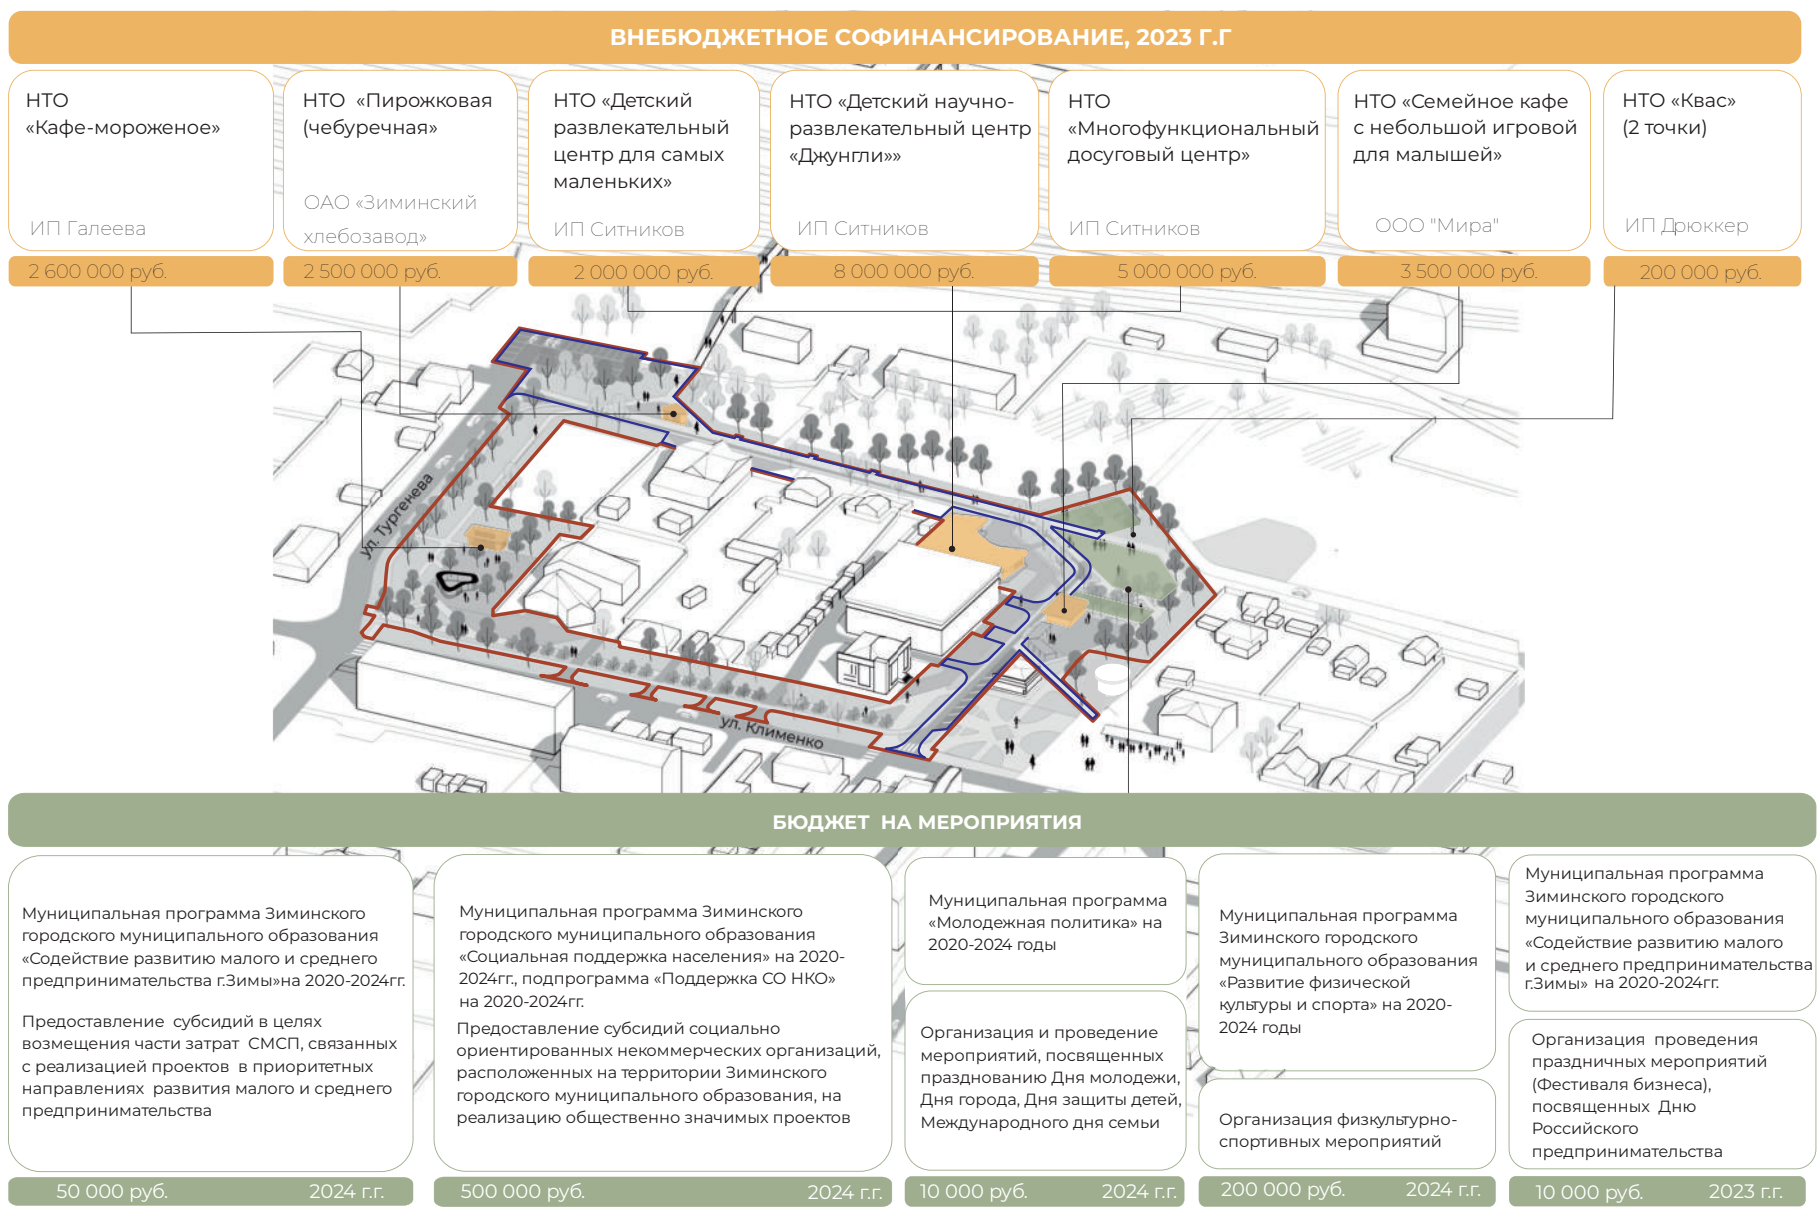 ВНЕБЮДЖЕТНОЕ СОФИНАНСИРОВАНИЕ, 2023 Г.Г
НТО
«Кафе-мороженое»
ИП Галеева
2 600 000 руб.
НТО «Пирожковая
(чебуречная»
ОАО «Зиминский
хлебозавод»
2 500 000 руб.
НТО «Детский
развлекательный
центр для самых
маленьких»
ИП Ситников
2 000 000 руб.
НТО «Детский научно-
развлекательный центр
«Джунгли»»
ИП Ситников
8 000 000 руб.
НТО
«Многофункциональный
досуговый центр»
ИП Ситников
5 000 000 руб.
НТО «Семейное кафе
с небольшой игровой
для малышей»
ООО "Мира"
3 500 000 руб.
НТО «Квас»
(2 точки)
ИП Дрюккер
200 000 руб.
ул. Тургенева
ул. Клименко
БЮДЖЕТ НА МЕРОПРИЯТИЯ
Муниципальная программа Зиминского
городского муниципального образования
«Содействие развитию малого и среднего
предпринимательства г.Зимы»на 2020-2024гг.
Предоставление субсидий в целях
возмещения части затрат СМСП, связанных
с реализацией проектов в приоритетных
направлениях развития малого и среднего
предпринимательства
50 000 руб. 2024 г.г.
Муниципальная программа Зиминского
городского муниципального образования
«Социальная поддержка населения» на 2020-
2024гг., подпрограмма «Поддержка СО НКО»
на 2020-2024гг.
Предоставление субсидий социально
ориентированных некоммерческих организаций,
расположенных на территории Зиминского
городского муниципального образования, на
реализацию общественно значимых проектов
500 000 руб. 2024 г.г.
Муниципальная программа
«Молодежная политика» на
2020-2024 годы
Организация и проведение
мероприятий, посвященных
празднованию Дня молодежи,
Дня города, Дня защиты детей,
Международного дня семьи
10 000 руб. 2024 г.г.
Муниципальная программа
Зиминского городского
муниципального образования
«Развитие физической
культуры и спорта» на 2020-
2024 годы
Организация физкультурно-
спортивных мероприятий
200 000 руб. 2024 г.г.
Муниципальная программа
Зиминского городского
муниципального образования
«Содействие развитию малого
и среднего предпринимательства
г.Зимы» на 2020-2024гг.
Организация проведения
праздничных мероприятий
(Фестиваля бизнеса),
посвященных Дню
Российского
предпринимательства
10 000 руб. 2023 г.г.